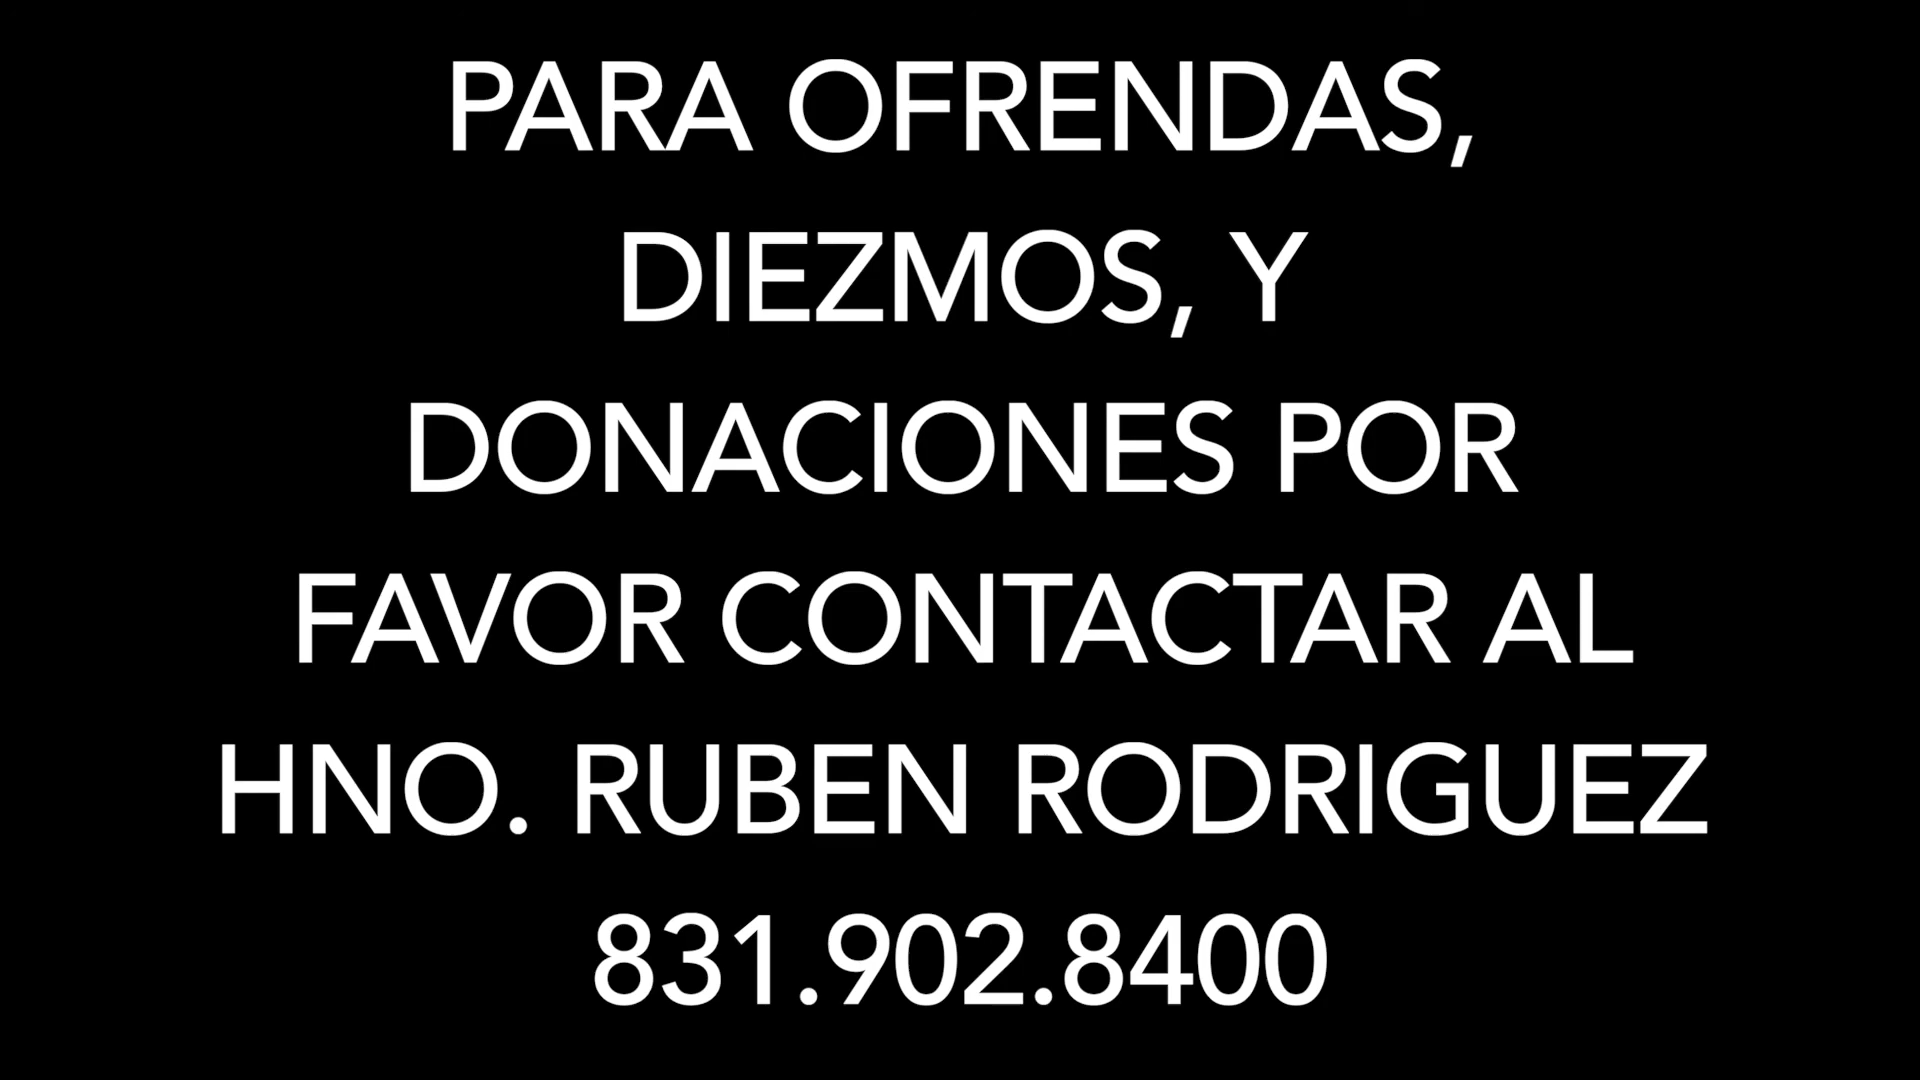 PARA OFRENDAS,
DIEZMOS, Y
DONACIONES POR
FAVOR CONTACTAR AL
HNO. RUBEN RODRIGUEZ
831.902.8400